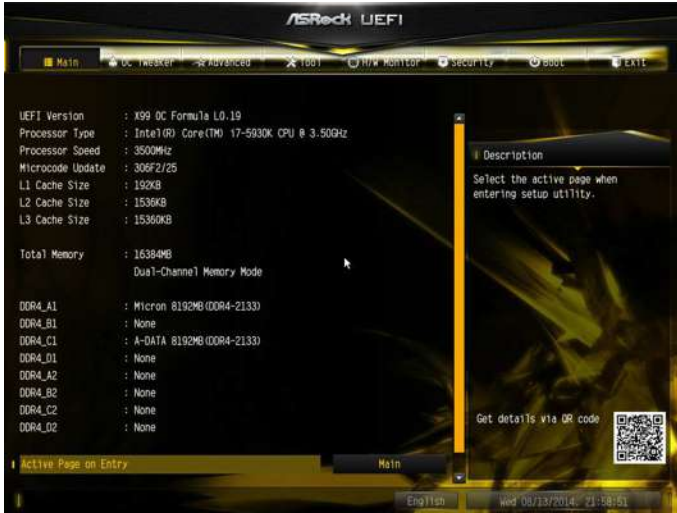 ASRock UEFI
Main OC Tweaker Advanced Tool H/W Monitor Security Boot Exit
UEFI Version : X99 OC Formula L0.19
Processor Type : Intel(R) Core(TM) i7-5930K CPU @ 3.50GHz
Processor Speed : 3500MHz
Microcode Update : 306F2/25
L1 Cache Size : 192KB
L2 Cache Size : 1536KB
L3 Cache Size : 15360KB
Total Memory : 16384MB
Dual-Channel Memory Mode
DDR4_A1 : Micron 8192MB(DDR4-2133)
DDR4_B1 : None
DDR4_C1 : A-DATA 8192MB(DDR4-2133)
DDR4_D1 : None
DDR4_A2 : None
DDR4_B2 : None
DDR4_C2 : None
DDR4_D2 : None
Active Page on Entry Main
Description
Select the active page when
entering setup utility.
Get details via QR code
English Wed 08/13/2014, 21:58:51